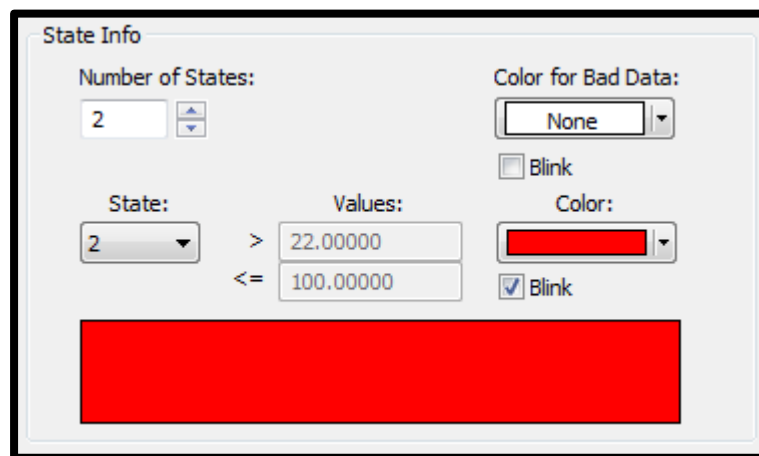 State Info
Number of States: Color for Bad Data:
2 None
Blink
State: Values: Color:
2 > 22.00000
<= 100.00000 Blink